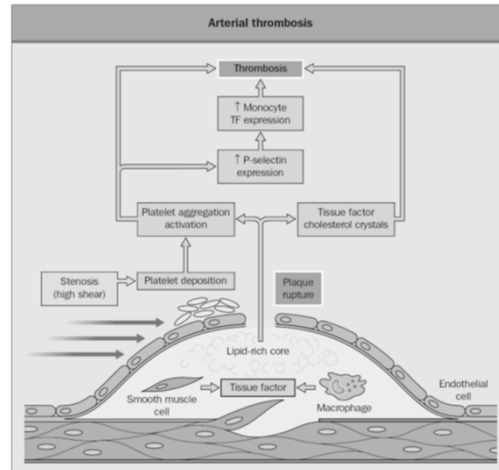 Arterial thrombosis
Thrombosis
↑ Monocyte
TF expression
↑ P-selectin
expression
Platelet aggregation
activation
Tissue factor
cholesterol crystals
Stenosis
(high shear)
Platelet deposition
Plaque
rupture
Lipid-rich core
Smooth muscle
cell
Tissue factor
Macrophage
Endothelial
cell